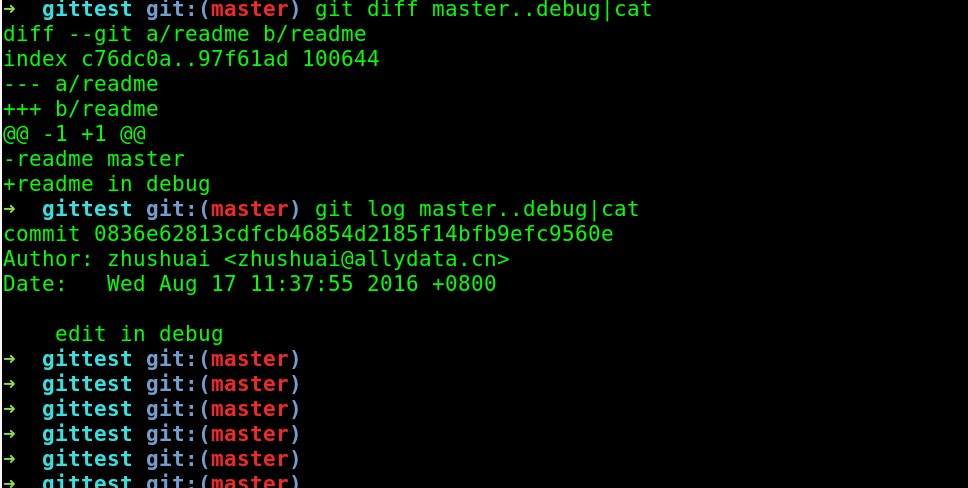 →  gittest git:(master) git diff master..debug|cat
diff --git a/readme b/readme
index c76dc0a..97f61ad 100644
--- a/readme
+++ b/readme
@@ -1 +1 @@
-readme master
+readme in debug
→  gittest git:(master) git log master..debug|cat
commit 0836e62813cdfcb46854d2185f14bfb9efc9560e
Author: zhushuai <zhushuai@allydata.cn>
Date:   Wed Aug 17 11:37:55 2016 +0800

    edit in debug
→  gittest git:(master)
→  gittest git:(master)
→  gittest git:(master)
→  gittest git:(master)
→  gittest git:(master)
→  gittest git:(master)